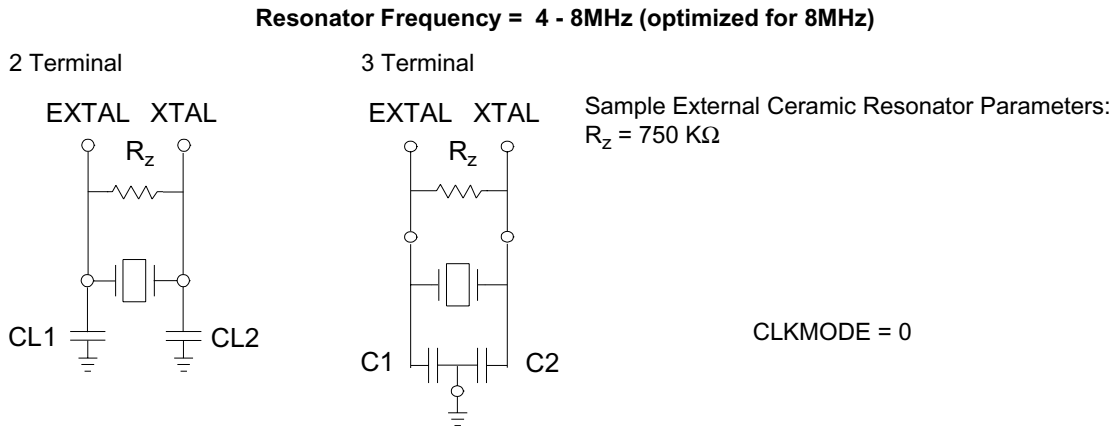 Resonator Frequency = 4 - 8MHz (optimized for 8MHz)
2 Terminal
3 Terminal
EXTAL XTAL
EXTAL XTAL
Sample External Ceramic Resonator Parameters:
Rz = 750 KΩ
Rz
Rz
CL1
CL2
CLKMODE = 0
C1
C2